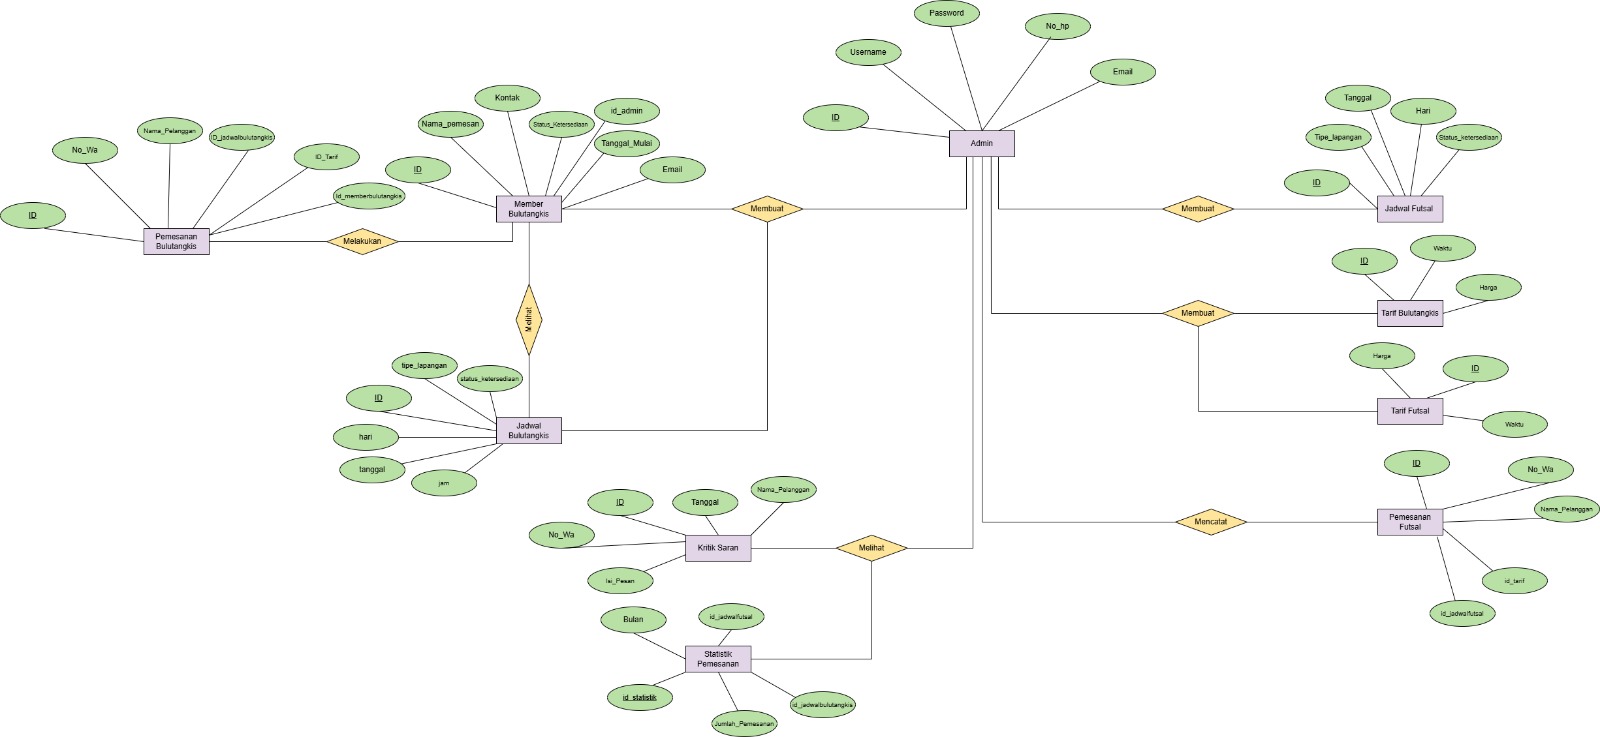 Password
No_hp
Username
Email
ID
Admin
Kontak
id_admin
Nama_pemesan
Status_Ketersediaan
Tanggal_Mulai
ID
Email
Member
Bulutangkis
Membuat
No_Wa
Nama_Pelanggan
ID_jadwalbulutangkis
ID_Tarif
Id_memberbulutangkis
ID
Pemesanan
Bulutangkis
Melakukan
Tanggal
Hari
Tipe_lapangan
Status_ketersediaan
ID
Membuat
Jadwal Futsal
Waktu
ID
Harga
Membuat
Tarif Bulutangkis
Harga
ID
Tarif Futsal
Waktu
Melihat
tipe_lapangan
status_ketersediaan
ID
hari
Jadwal
Bulutangkis
tanggal
jam
ID
No_Wa
Nama_Pelanggan
Mencatat
Pemesanan
Futsal
id_tarif
id_jadwalfutsal
ID
Tanggal
Nama_Pelanggan
No_Wa
Kritik Saran
Melihat
Isi_Pesan
Bulan
id_jadwalfutsal
Statistik
Pemesanan
id_statistik
id_jadwalbulutangkis
Jumlah_Pemesanan